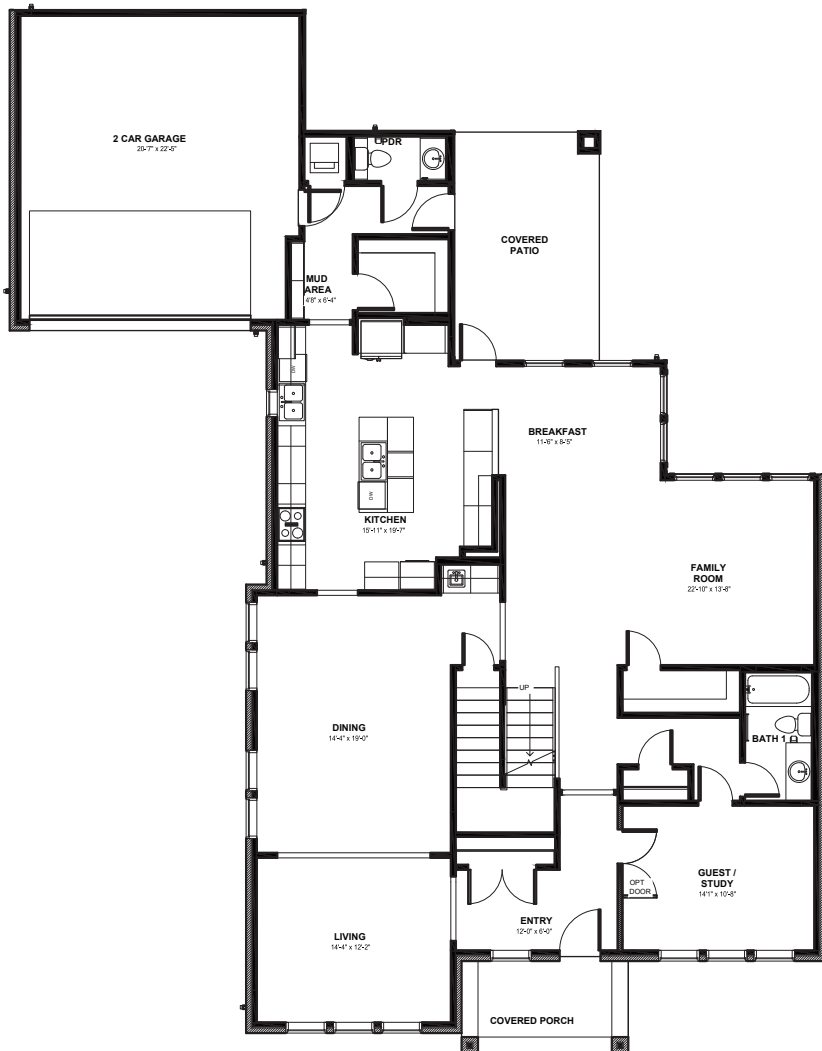 2 CAR GARAGE
20'-7" x 22'-5"
PDR
COVERED
PATIO
MUD
AREA
4'8" x 6'-4"
DW
BREAKFAST
11'-6" x 8'-5"
DW
KITCHEN
15'-11" x 19'-7"
FAMILY
ROOM
22'-10" x 13'-8"
UP
DINING
14'-4" x 19'-0"
BATH 1
GUEST /
STUDY
14'1" x 10'-8"
OPT
DOOR
ENTRY
12'-0" x 6'-0"
LIVING
14'-4" x 12'-2"
COVERED PORCH